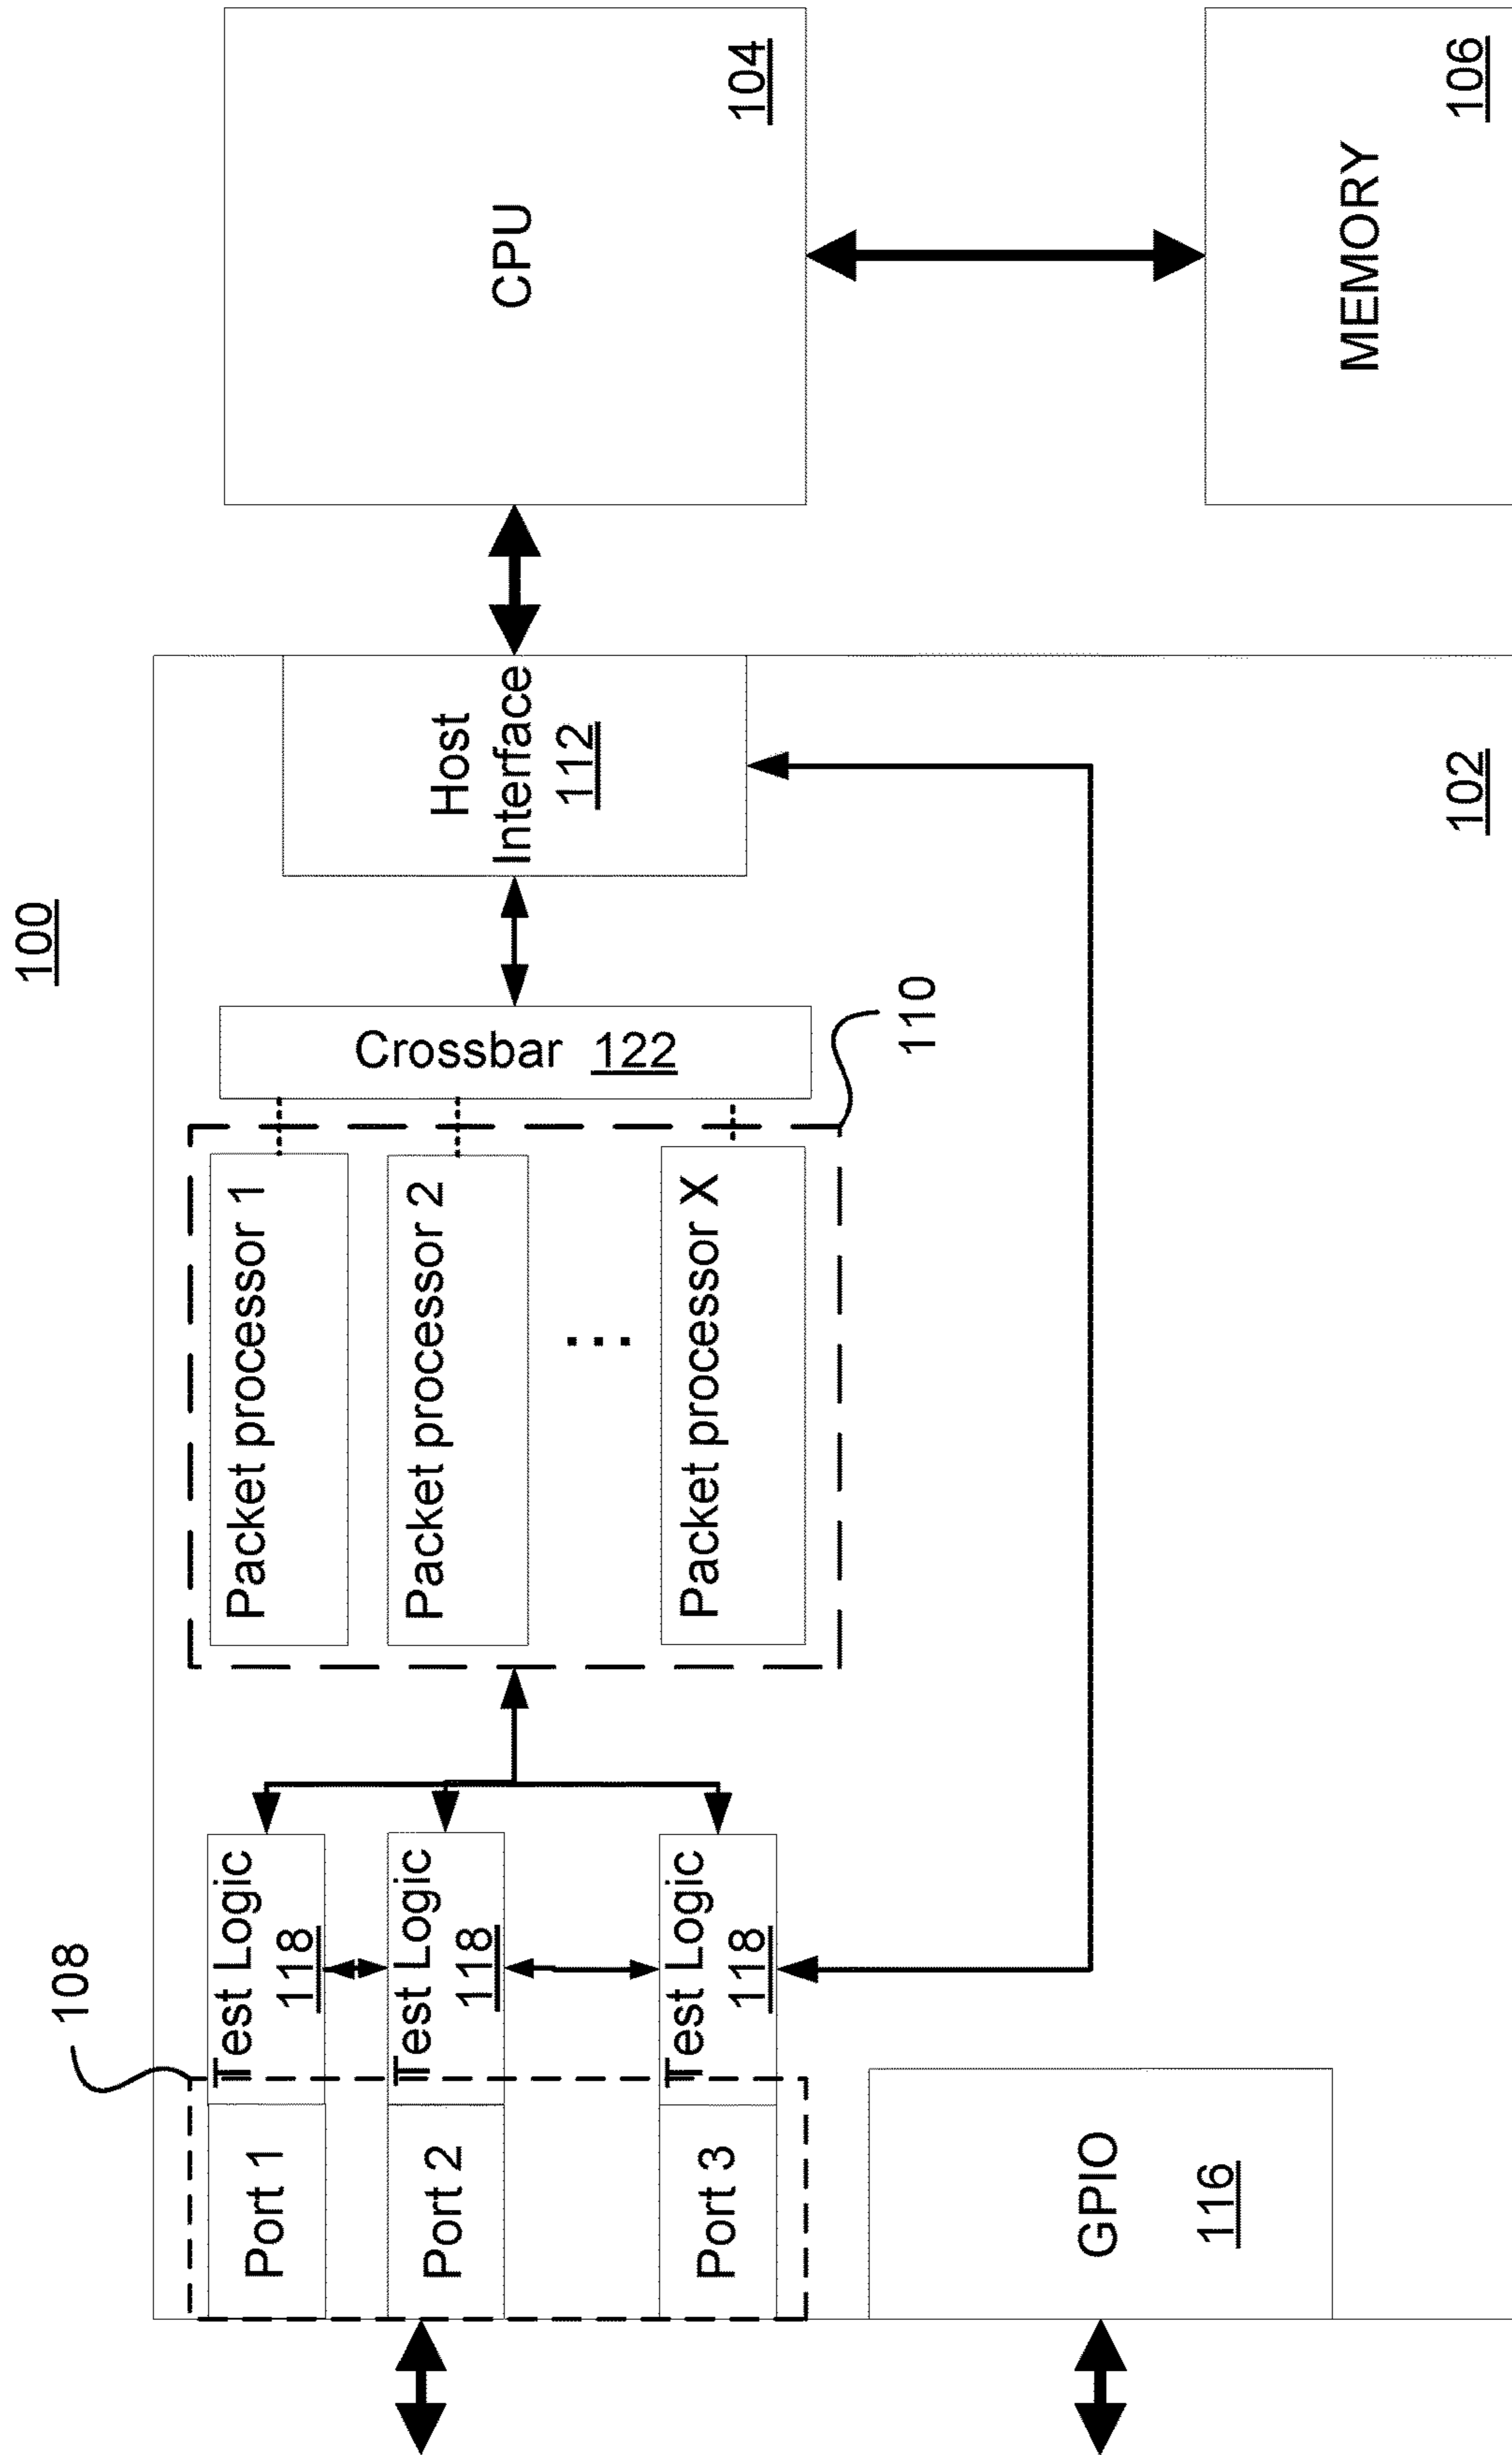 100
108
Port 1
Test Logic
118
Port 2
Test Logic
118
Port 3
Test Logic
118
Packet processor 1
Packet processor 2
...
Packet processor X
110
Crossbar 122
Host
Interface
112
CPU
104
GPIO
116
102
MEMORY
106